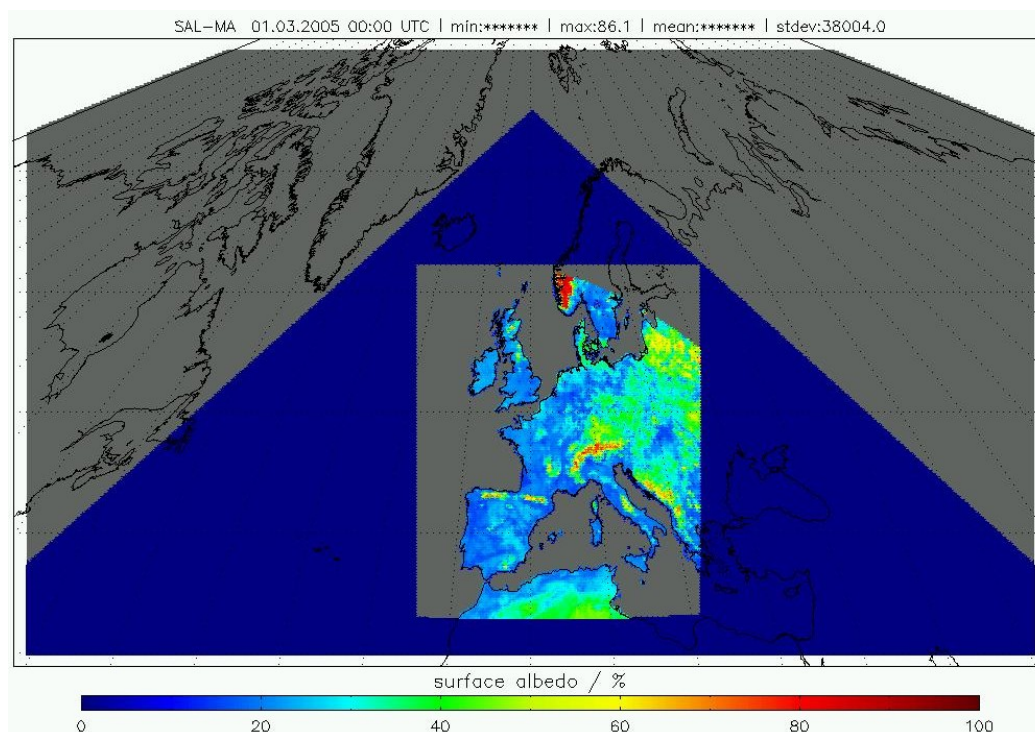 SAL-MA 01.03.2005 00:00 UTC | min:******* | max:86.1 | mean:******* | stdev:38004.0
surface albedo / %
0 20 40 60 80 100